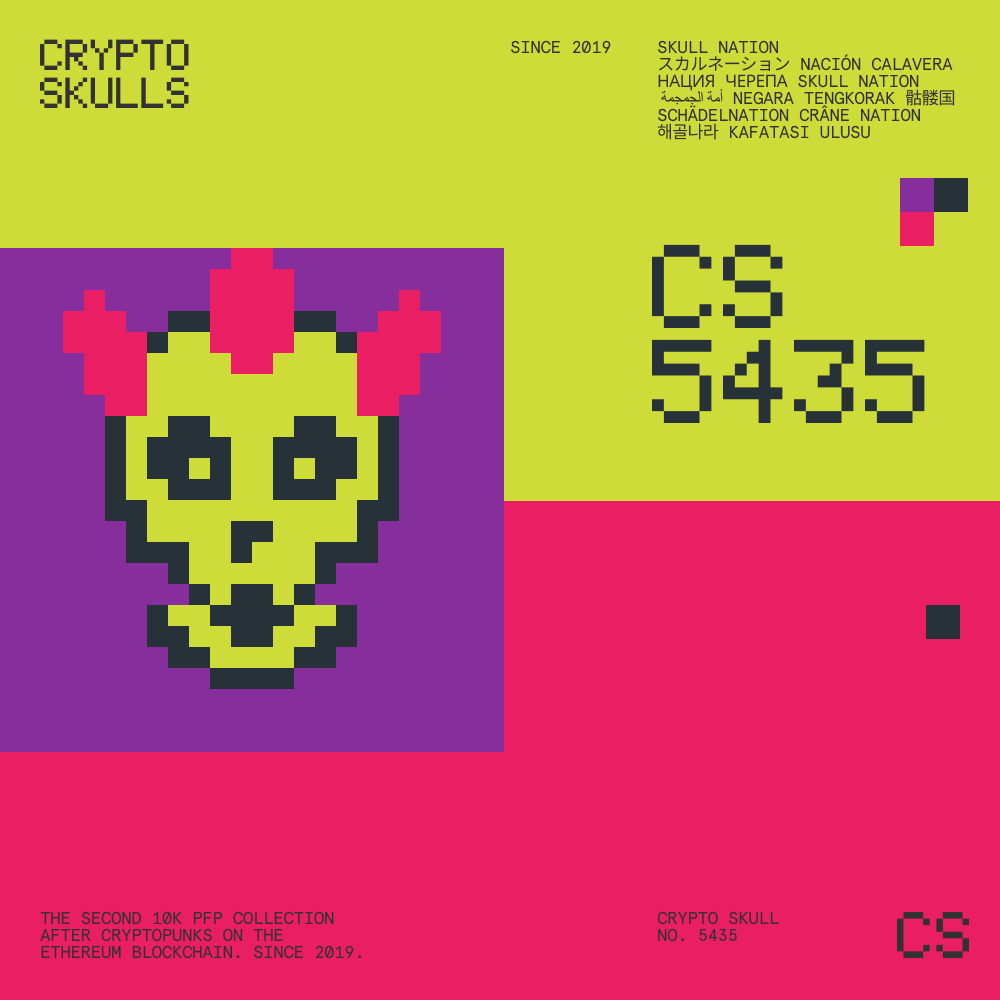 CRYPTO
SKULLS
SINCE 2019
SKULL NATION
スカルネーション NACIÓN CALAVERA
НАЦИЯ ЧЕРЕПА SKULL NATION
أمة الجمجمة NEGARA TENGKORAK 骷髅国
SCHÄDELNATION CRÂNE NATION
해골나라 KAFATASI ULUSU
CS
5435
THE SECOND 10K PFP COLLECTION
AFTER CRYPTOPUNKS ON THE
ETHEREUM BLOCKCHAIN. SINCE 2019.
CRYPTO SKULL
NO. 5435
CS